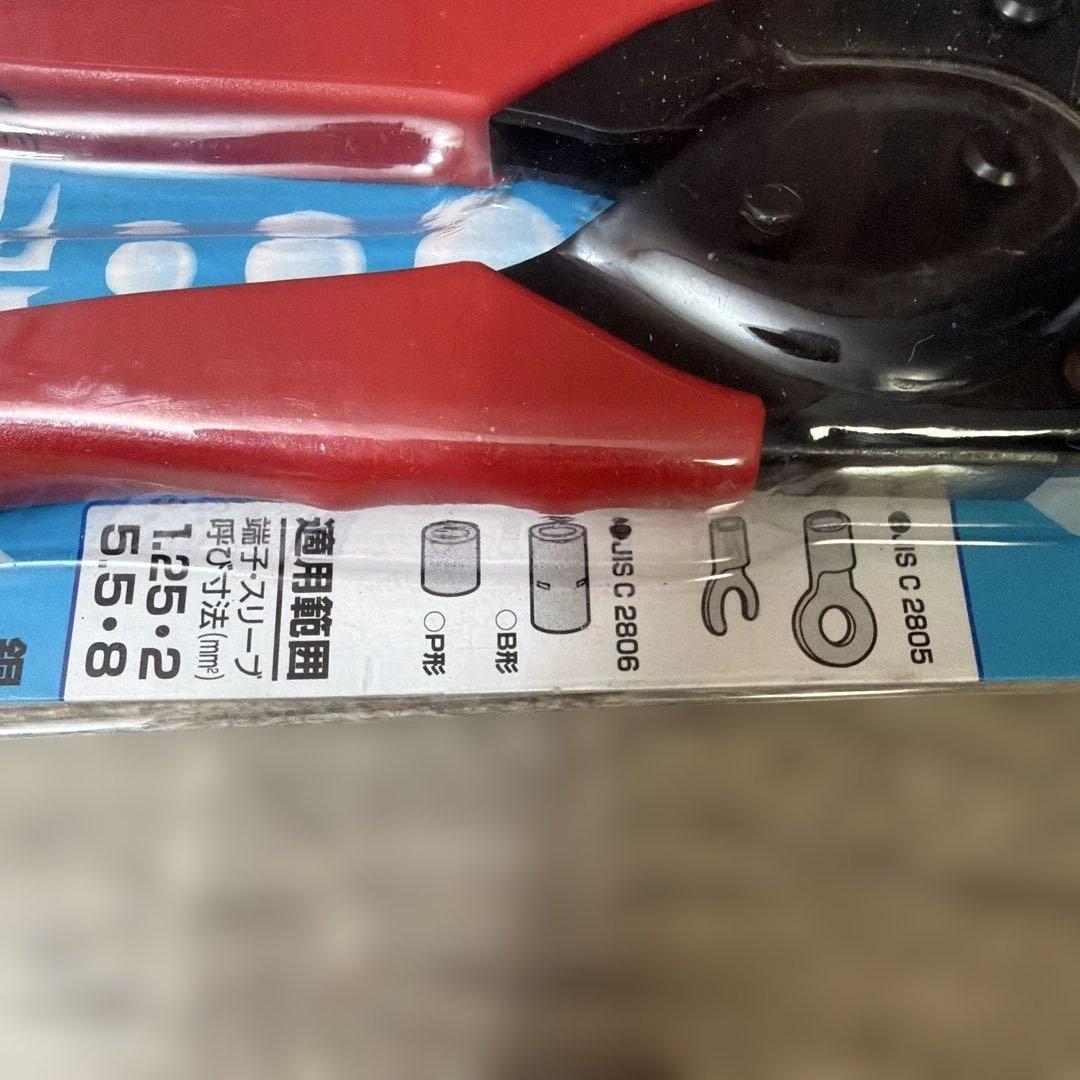 JIS C 2805
JIS C 2806
○B形
○P形
適用範囲
端子・スリーブ
呼び寸法(mm²)
1.25・2
5.5・8